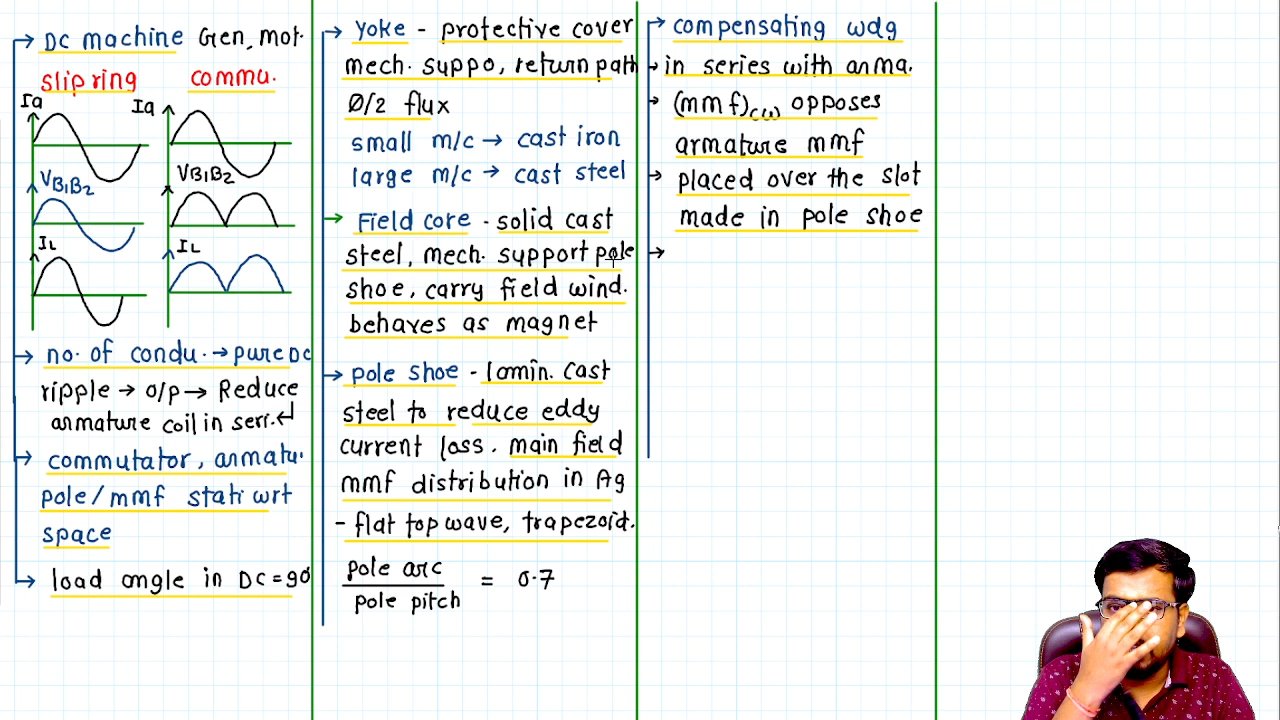 DC machine Gen, mot.
slip ring commu.
Ia Ia
VB1B2 VB1B2
IL IL
no. of condu. → pure DC
ripple → o/p → Reduce
armature coil in seri.
commutator, armatu.
pole/mmf stati wrt
space
load angle in DC = 90°
Yoke - protective cover
mech. suppo, return path
Ø/2 flux
small m/c → cast iron
large m/c → cast steel
Field core - solid cast
steel, mech. support pole
shoe, carry field wind.
behaves as magnet
pole shoe - lamin. cast
steel to reduce eddy
current loss. main field
mmf distribution in Ag
- flat top wave, trapezoid.
pole arc
pole pitch = 0.7
compensating wdg
in series with arma.
(mmf)cw opposes
armature mmf
placed over the slot
made in pole shoe